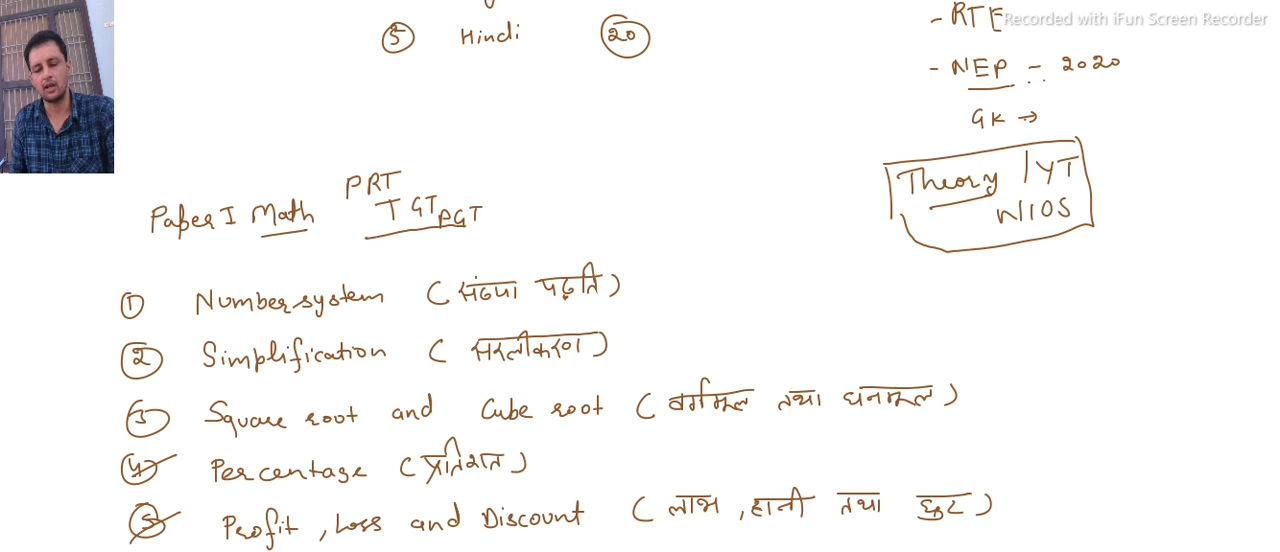 ⑤ Hindi ⑳
- RTE
Recorded with iFun Screen Recorder
- NEP - 2020
GK →
Theory / YT
NIOS
PRT
TGT PGT
Paper I Math
① Number system (संख्या पद्धति)
② Simplification (सरलीकरण)
③ Square root and Cube root (वर्गमूल तथा घनमूल)
④ Percentage (प्रतिशत)
⑤ Profit, Loss and Discount (लाभ, हानी तथा छुट)